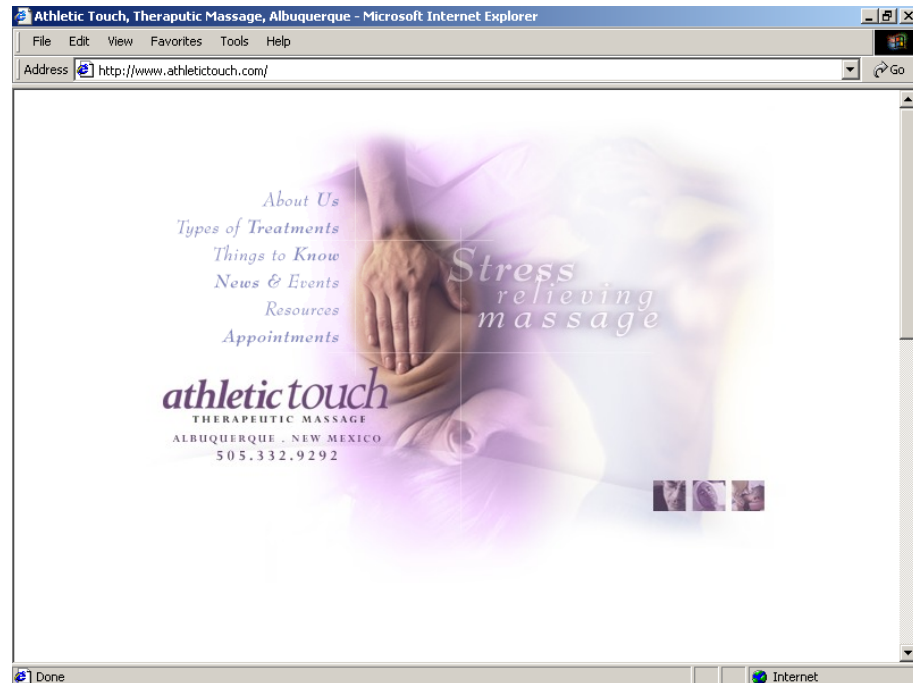 Athletic Touch, Theraputic Massage, Albuquerque - Microsoft Internet Explorer
File Edit View Favorites Tools Help
Address http://www.athletictouch.com/ Go
About Us
Types of Treatments
Things to Know
News & Events
Resources
Appointments
Stress
relieving
massage
athletic touch
THERAPEUTIC MASSAGE
ALBUQUERQUE . NEW MEXICO
505.332.9292
Done Internet